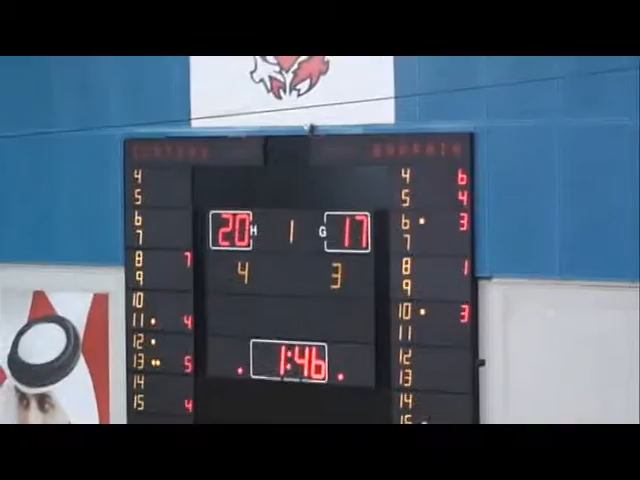 BAHRAIN
4 4 6
5 5 4
6 20 H 1 G 17 6 3
7 7
8 7 4 3 8 1
9 9
10 10 3
11 4 11
12 1:46 12
13 5 13
14 14
15 4 15